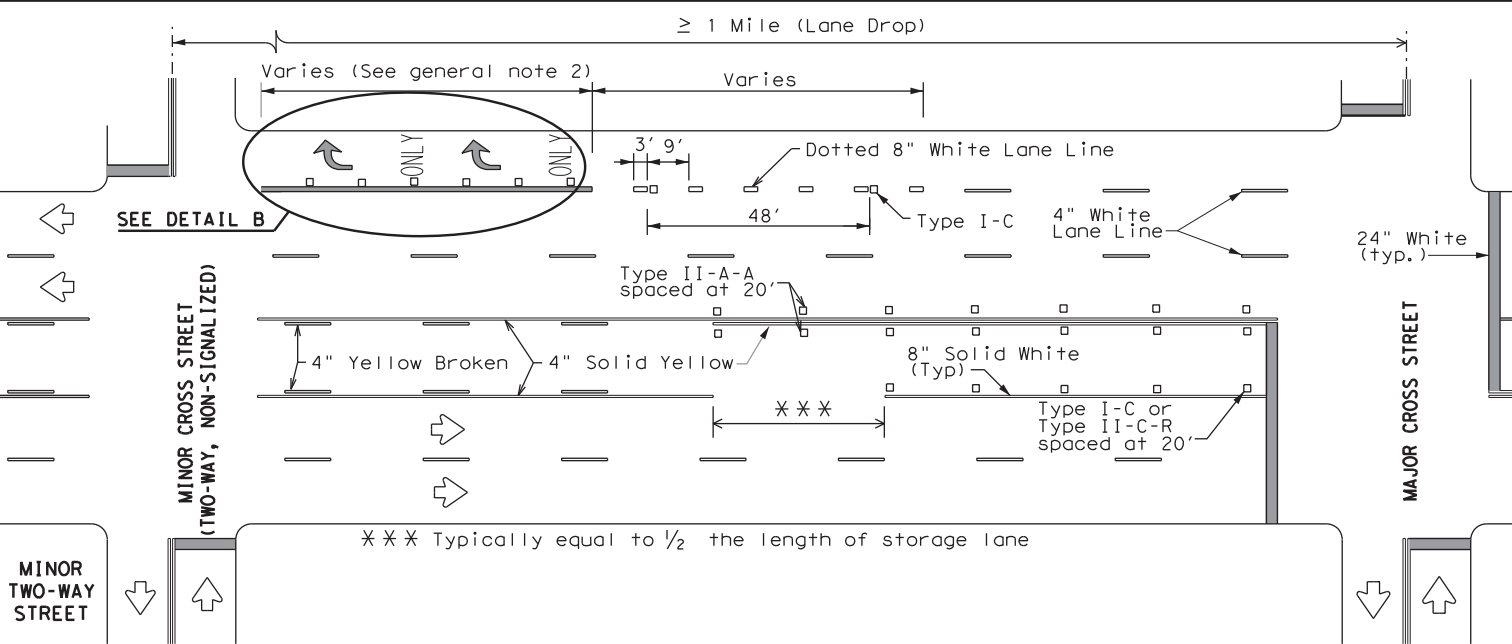 ≥ 1 Mile (Lane Drop)
Varies (See general note 2)
Varies
ONLY
ONLY
3' 9'
Dotted 8" White Lane Line
SEE DETAIL B
48'
Type I-C
4" White
Lane Line
24" White
(typ.)
Type II-A-A
spaced at 20'
MINOR CROSS STREET
(TWO-WAY, NON-SIGNALIZED)
4" Yellow Broken
4" Solid Yellow
8" Solid White
(Typ)
***
Type I-C or
Type II-C-R
spaced at 20'
MAJOR CROSS STREET
*** Typically equal to ½ the length of storage lane
MINOR
TWO-WAY
STREET